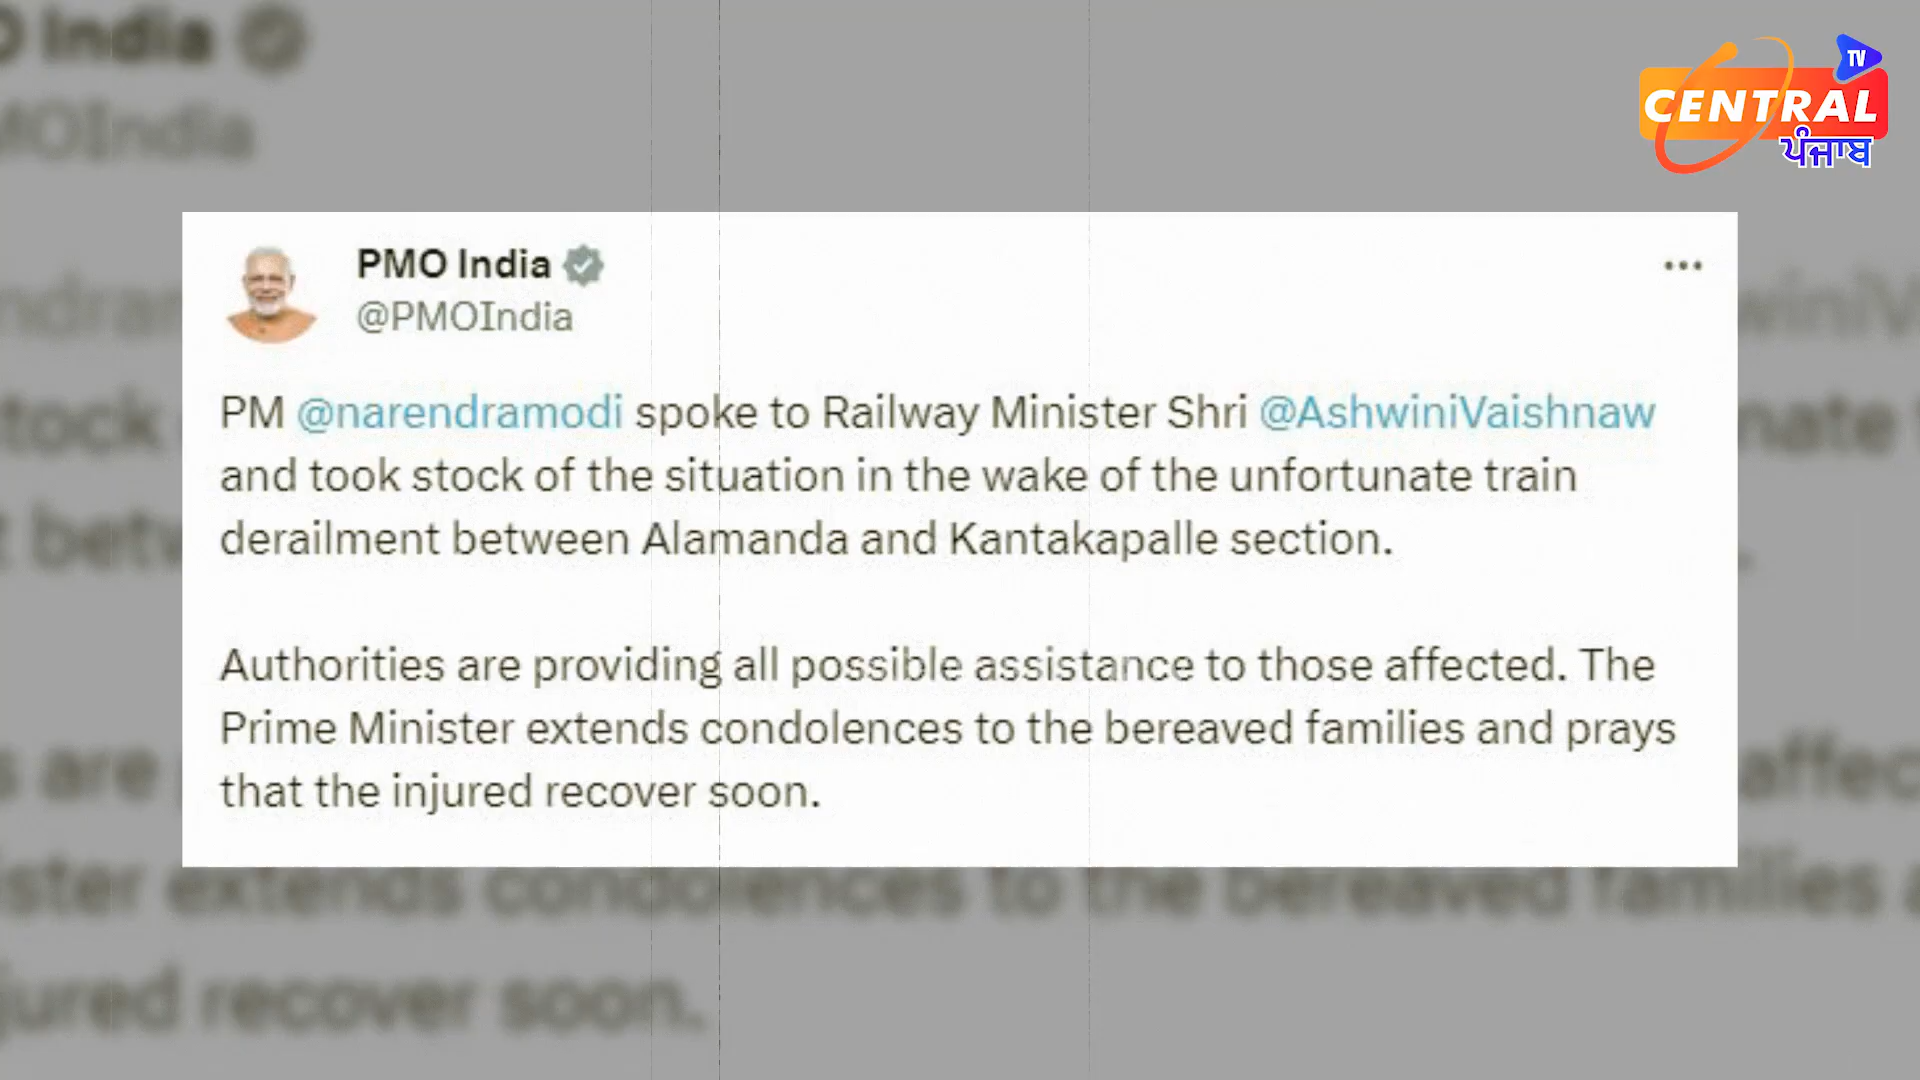 TV
CENTRAL
ਪੰਜਾਬ
PMO India
@PMOIndia
PM @narendramodi spoke to Railway Minister Shri @AshwiniVaishnaw
and took stock of the situation in the wake of the unfortunate train
derailment between Alamanda and Kantakapalle section.
Authorities are providing all possible assistance to those affected. The
Prime Minister extends condolences to the bereaved families and prays
that the injured recover soon.